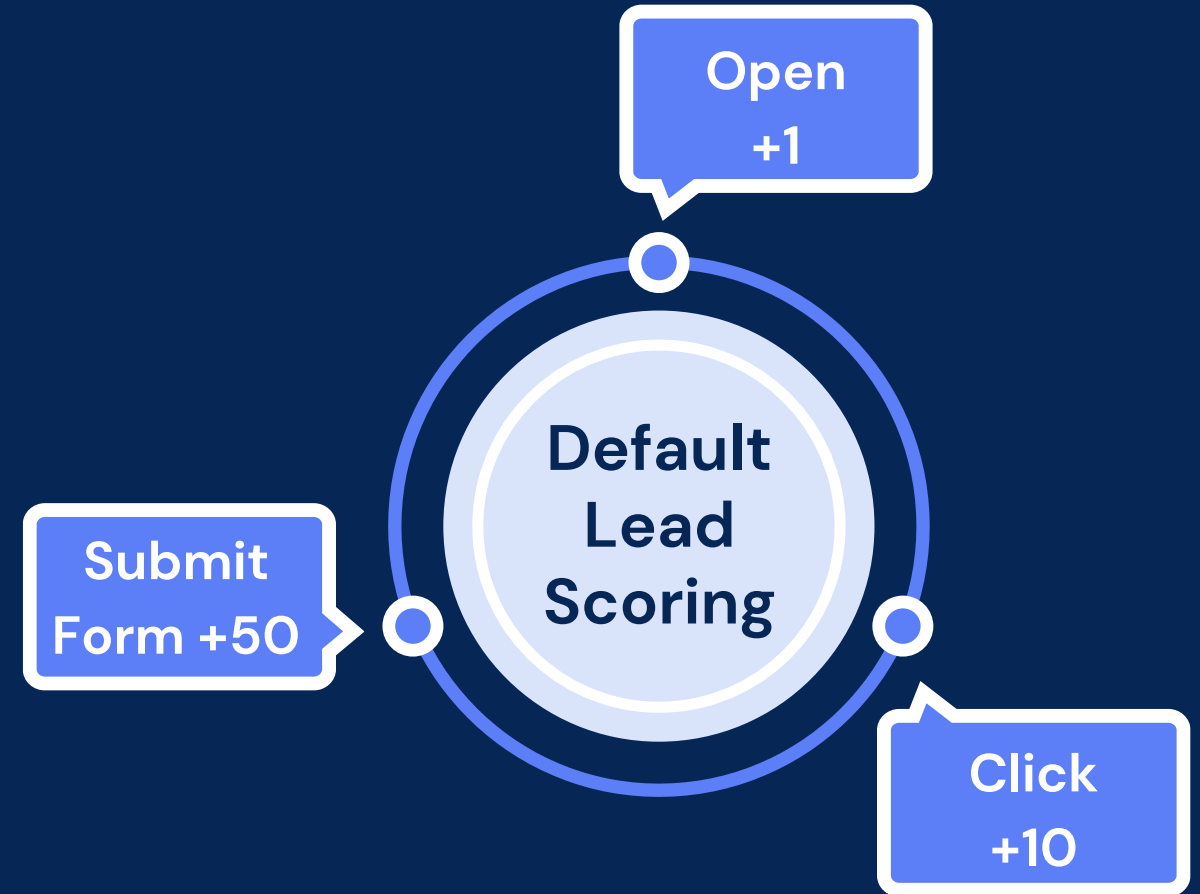 Open
+1
Default
Lead
Scoring
Submit
Form +50
Click
+10